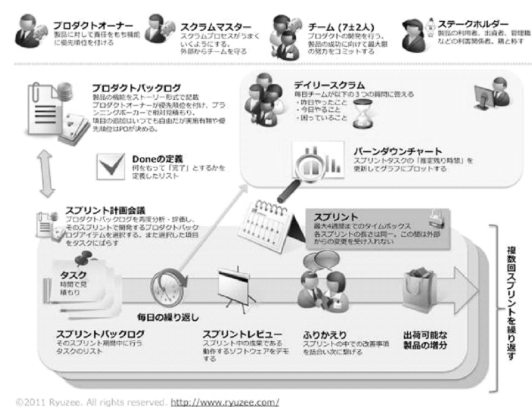 プロダクトオーナー
製品に対して責任をもち機能
に優先順位を付ける
スクラムマスター
スクラムプロセスがうまく
いくようにする。
外部からチームを守る
チーム（7±2人）
プロダクトの開発を行う。
製品の成功に向けて最大限
の努力をコミットする
ステークホルダー
製品の利用者、出資者、管理職
などの利害関係者。鶏と称す
プロダクトバックログ
製品の機能をストーリー形式で記載
プロダクトオーナーが優先順位を付け、プラン
ニングポーカーで相対見積もり。
項目の追加はいつでも自由だが実施有無や優
先順位はPOが決める。
デイリースクラム
毎日チームが以下の３つの質問に答える
・昨日やったこと
・今日やること
・困っていること
Doneの定義
何をもって「完了」とするかを
定義したリスト
バーンダウンチャート
スプリントタスクの「推定残り時間」を
更新してグラフにプロットする
スプリント計画会議
プロダクトバックログを再度分析・評価し、
そのスプリントで開発するプロダクトバック
ログアイテムを選択する。また選択した項目
をタスクにばらす
スプリント
最大4週間までのタイムボックス
各スプリントの長さは同一。この間は外部
からの変更を受け入れない
タスク
時間で見
積もり
毎日の繰り返し
複数回スプリントを繰り返す
スプリントバックログ
そのスプリント期間中に行う
タスクのリスト
スプリントレビュー
スプリント中の成果である
動作するソフトウェアをデモ
する
ふりかえり
スプリントの中での改善事項
を話合い次に繋げる
出荷可能な
製品の増分
©2011 Ryuzee. All rights reserved. http://www.ryuzee.com/